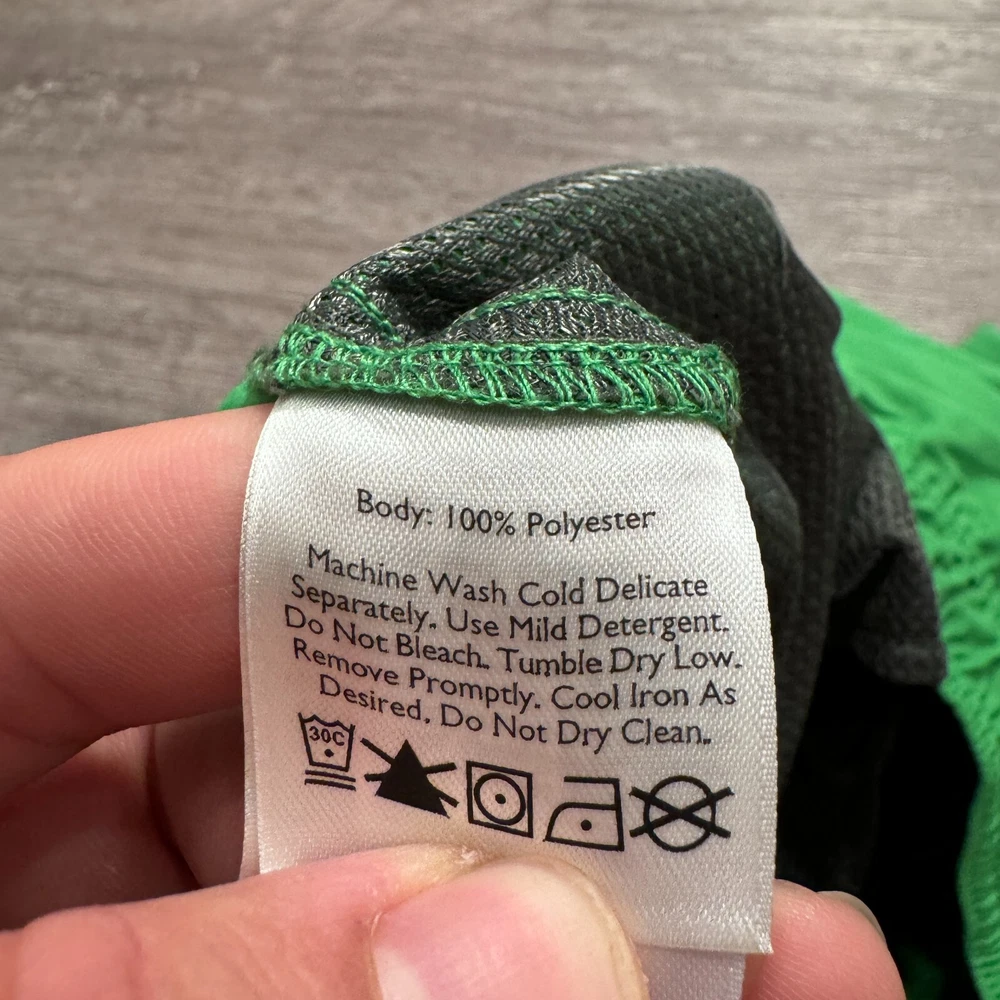 Body: 100% Polyester
Machine Wash Cold Delicate
Separately. Use Mild Detergent.
Do Not Bleach. Tumble Dry Low.
Remove Promptly. Cool Iron As
Desired. Do Not Dry Clean.
30C